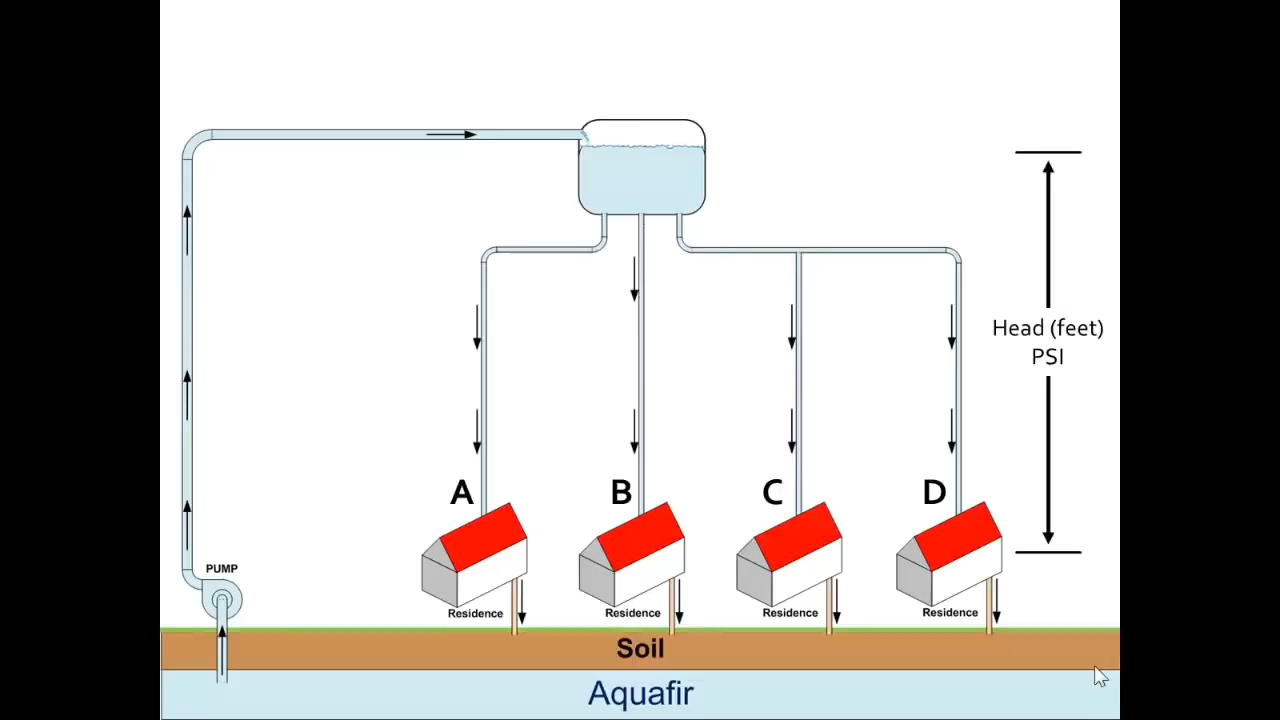 Head (feet)
PSI
A
B
C
D
PUMP
Residence
Residence
Residence
Residence
Soil
Aquafir